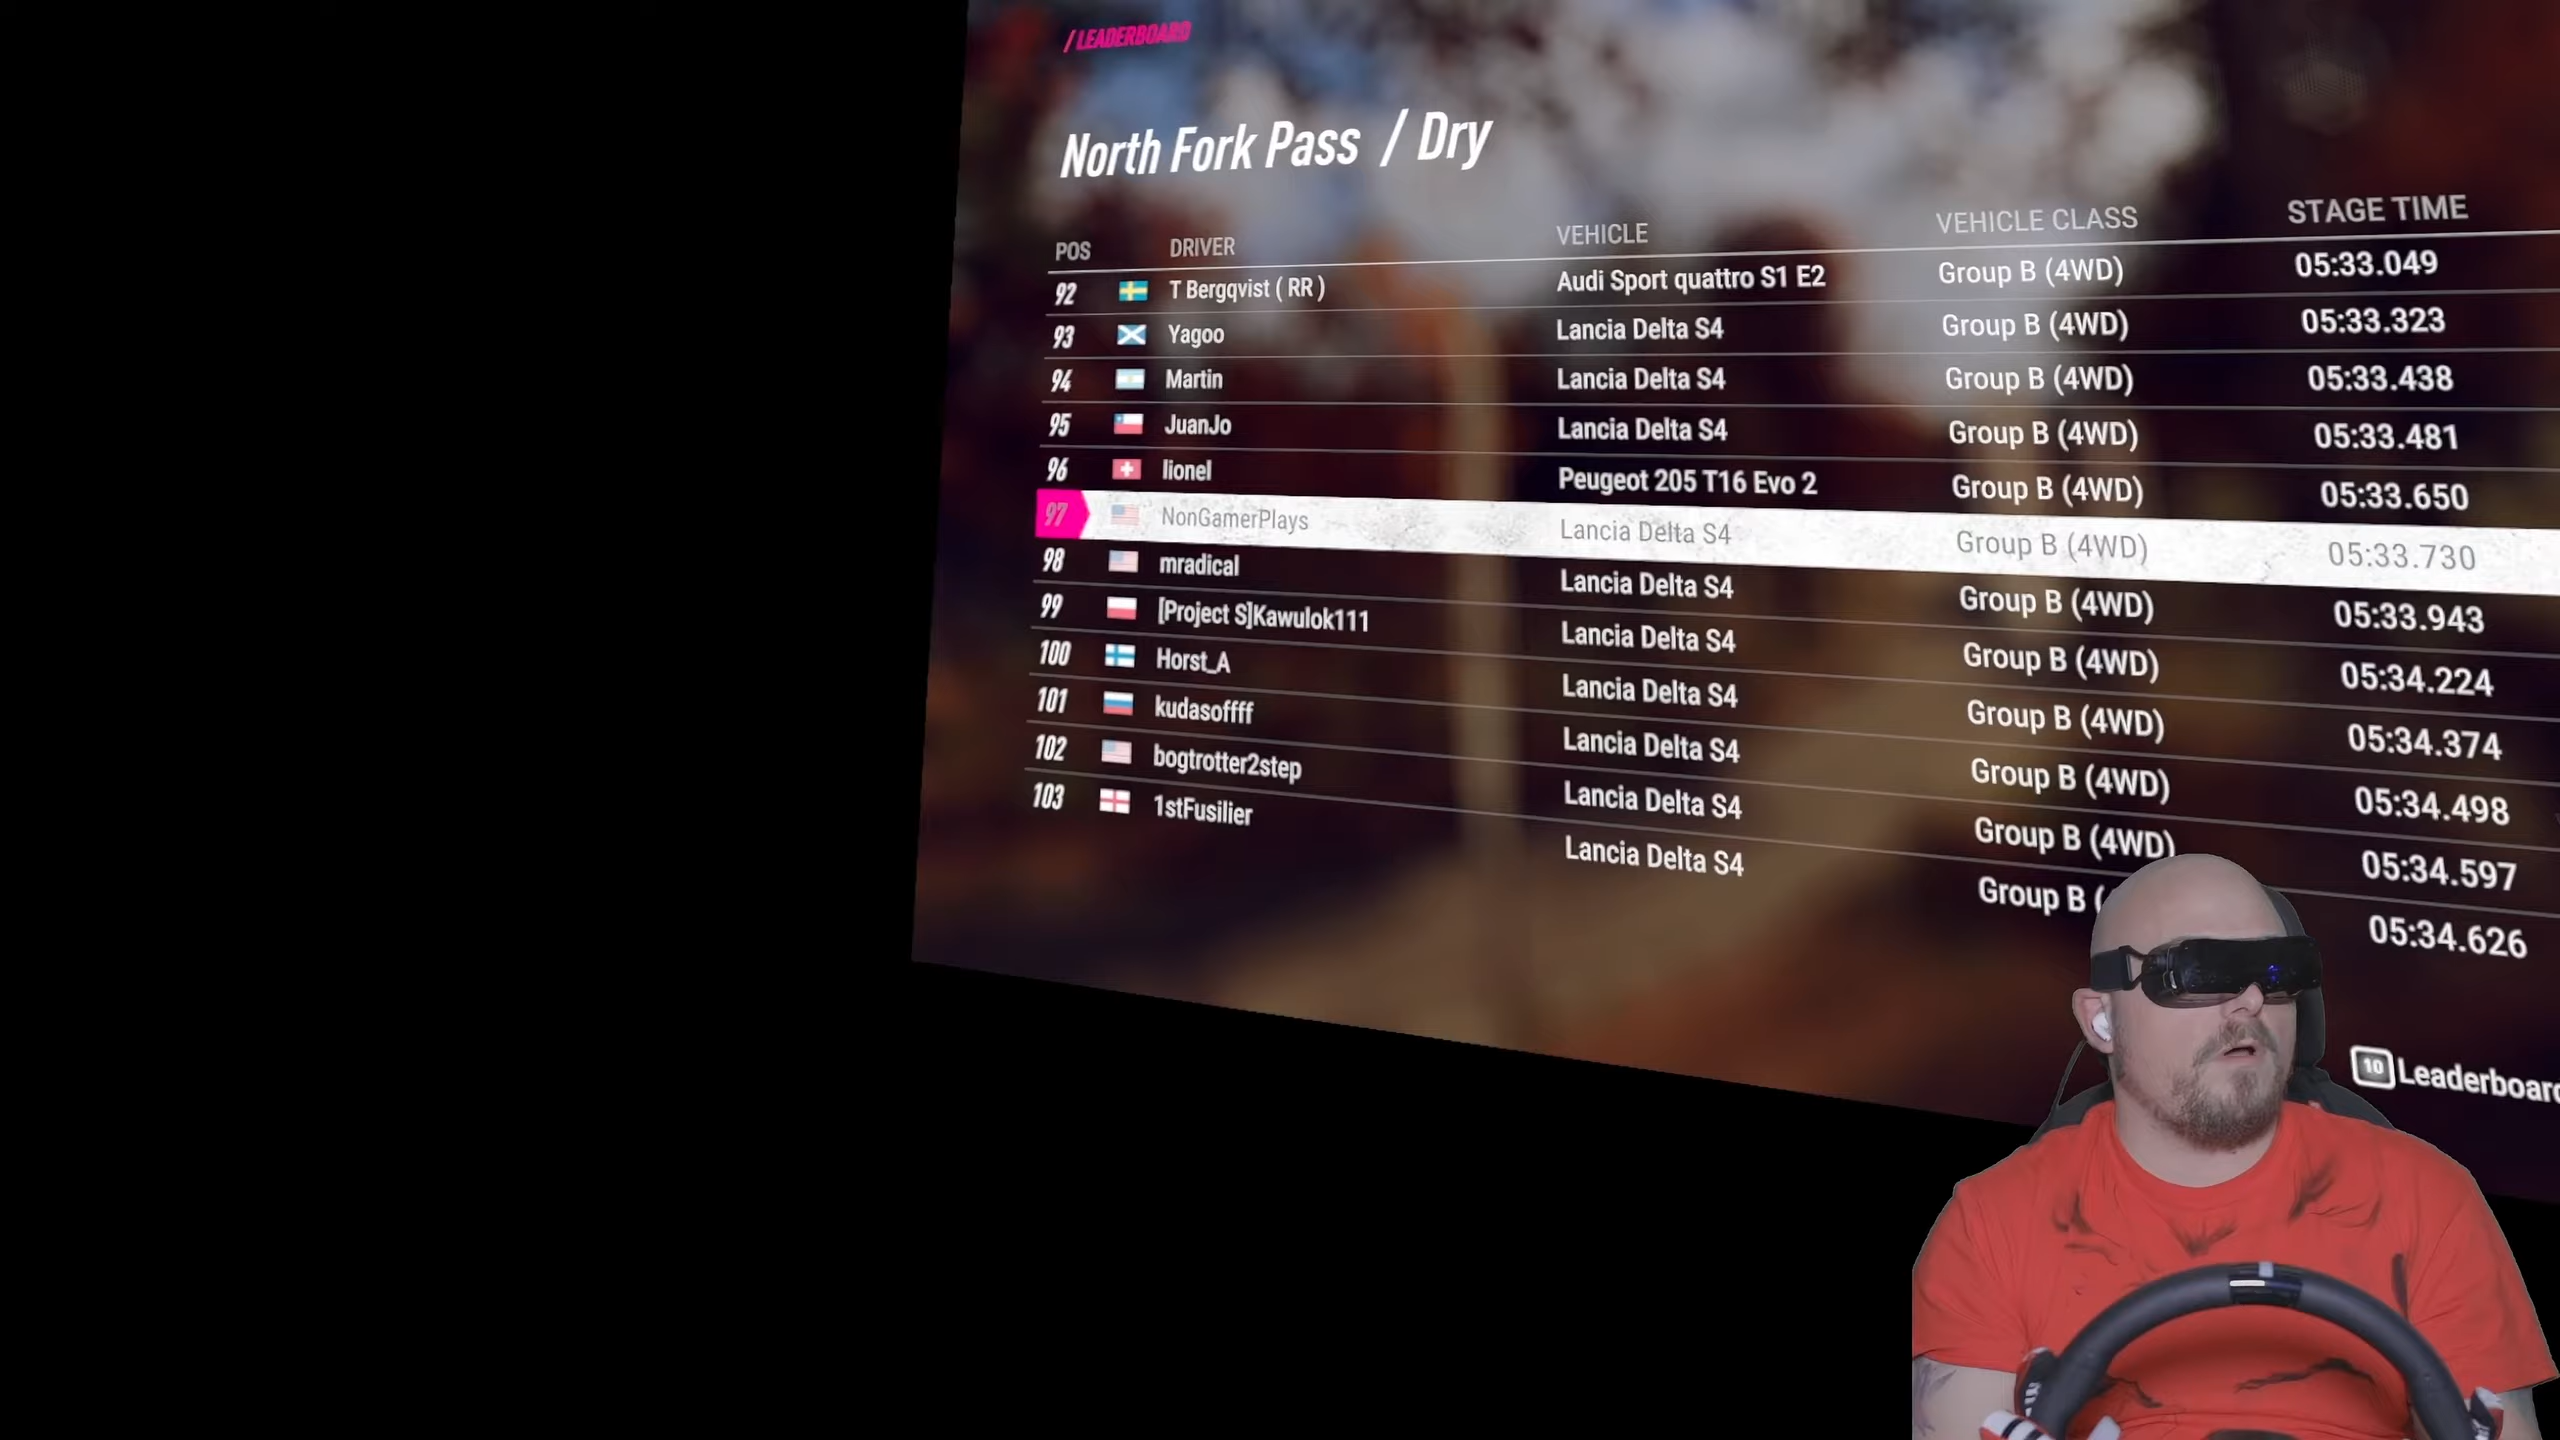 / LEADERBOARD
North Fork Pass / Dry
POS DRIVER VEHICLE VEHICLE CLASS STAGE TIME
92 T Bergqvist ( RR ) Audi Sport quattro S1 E2 Group B (4WD) 05:33.049
93 Yagoo Lancia Delta S4 Group B (4WD) 05:33.323
94 Martin Lancia Delta S4 Group B (4WD) 05:33.438
95 JuanJo Lancia Delta S4 Group B (4WD) 05:33.481
96 lionel Peugeot 205 T16 Evo 2 Group B (4WD) 05:33.650
97 NonGamerPlays Lancia Delta S4 Group B (4WD) 05:33.730
98 mradical Lancia Delta S4 Group B (4WD) 05:33.943
99 [Project S]Kawulok111 Lancia Delta S4 Group B (4WD) 05:34.224
100 Horst_A Lancia Delta S4 Group B (4WD) 05:34.374
101 kudasoffff Lancia Delta S4 Group B (4WD) 05:34.498
102 bogtrotter2step Lancia Delta S4 Group B (4WD) 05:34.597
103 1stFusilier Lancia Delta S4 Group B ( 05:34.626
10 Leaderboard